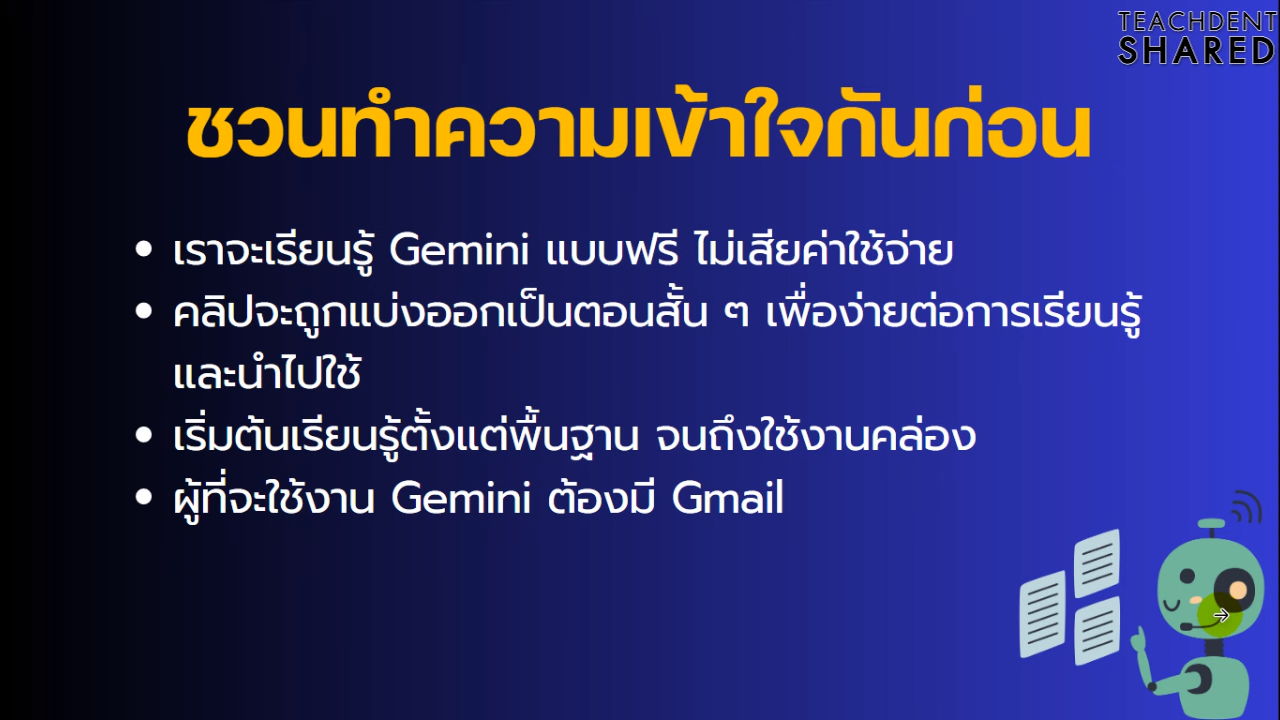 TEACHDENT
SHARED
ชวนทำความเข้าใจกันก่อน
• เราจะเรียนรู้ Gemini แบบฟรี ไม่เสียค่าใช้จ่าย
• คลิปจะถูกแบ่งออกเป็นตอนสั้น ๆ เพื่อง่ายต่อการเรียนรู้
และนำไปใช้
• เริ่มต้นเรียนรู้ตั้งแต่พื้นฐาน จนถึงใช้งานคล่อง
• ผู้ที่จะใช้งาน Gemini ต้องมี Gmail